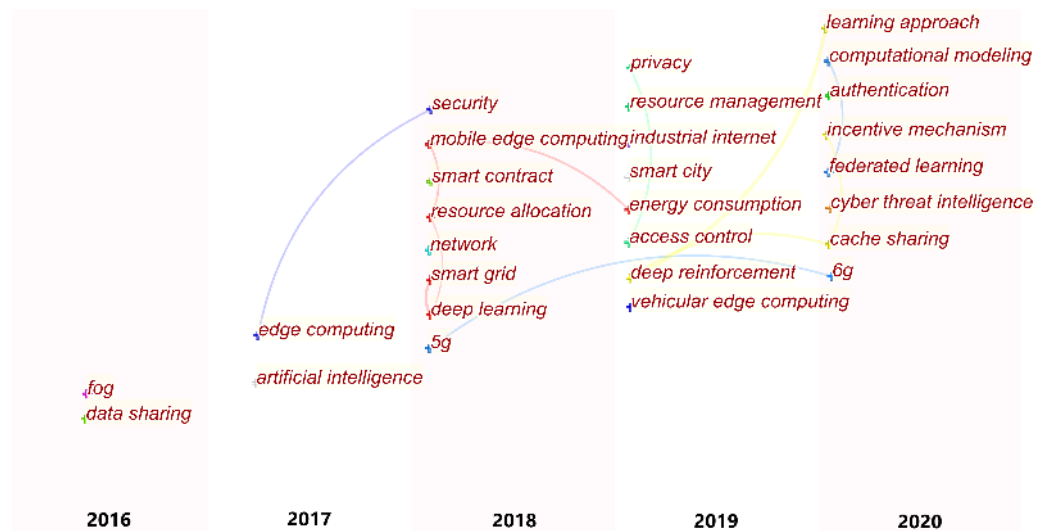 fog
data sharing
edge computing
artificial intelligence
security
mobile edge computing
smart contract
resource allocation
network
smart grid
deep learning
5g
privacy
resource management
industrial internet
smart city
energy consumption
access control
deep reinforcement
vehicular edge computing
learning approach
computational modeling
authentication
incentive mechanism
federated learning
cyber threat intelligence
cache sharing
6g
2016
2017
2018
2019
2020